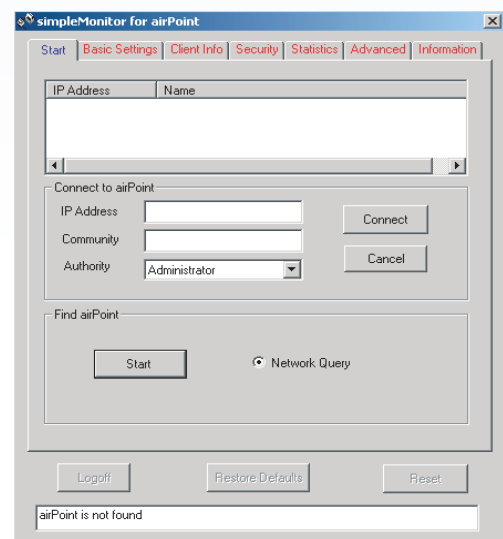 simpleMonitor for airPoint
Start Basic Settings Client Info Security Statistics Advanced Information
IP Address Name
Connect to airPoint
IP Address
Connect
Community
Cancel
Authority Administrator
Find airPoint
Start Network Query
Logoff Restore Defaults Reset
airPoint is not found